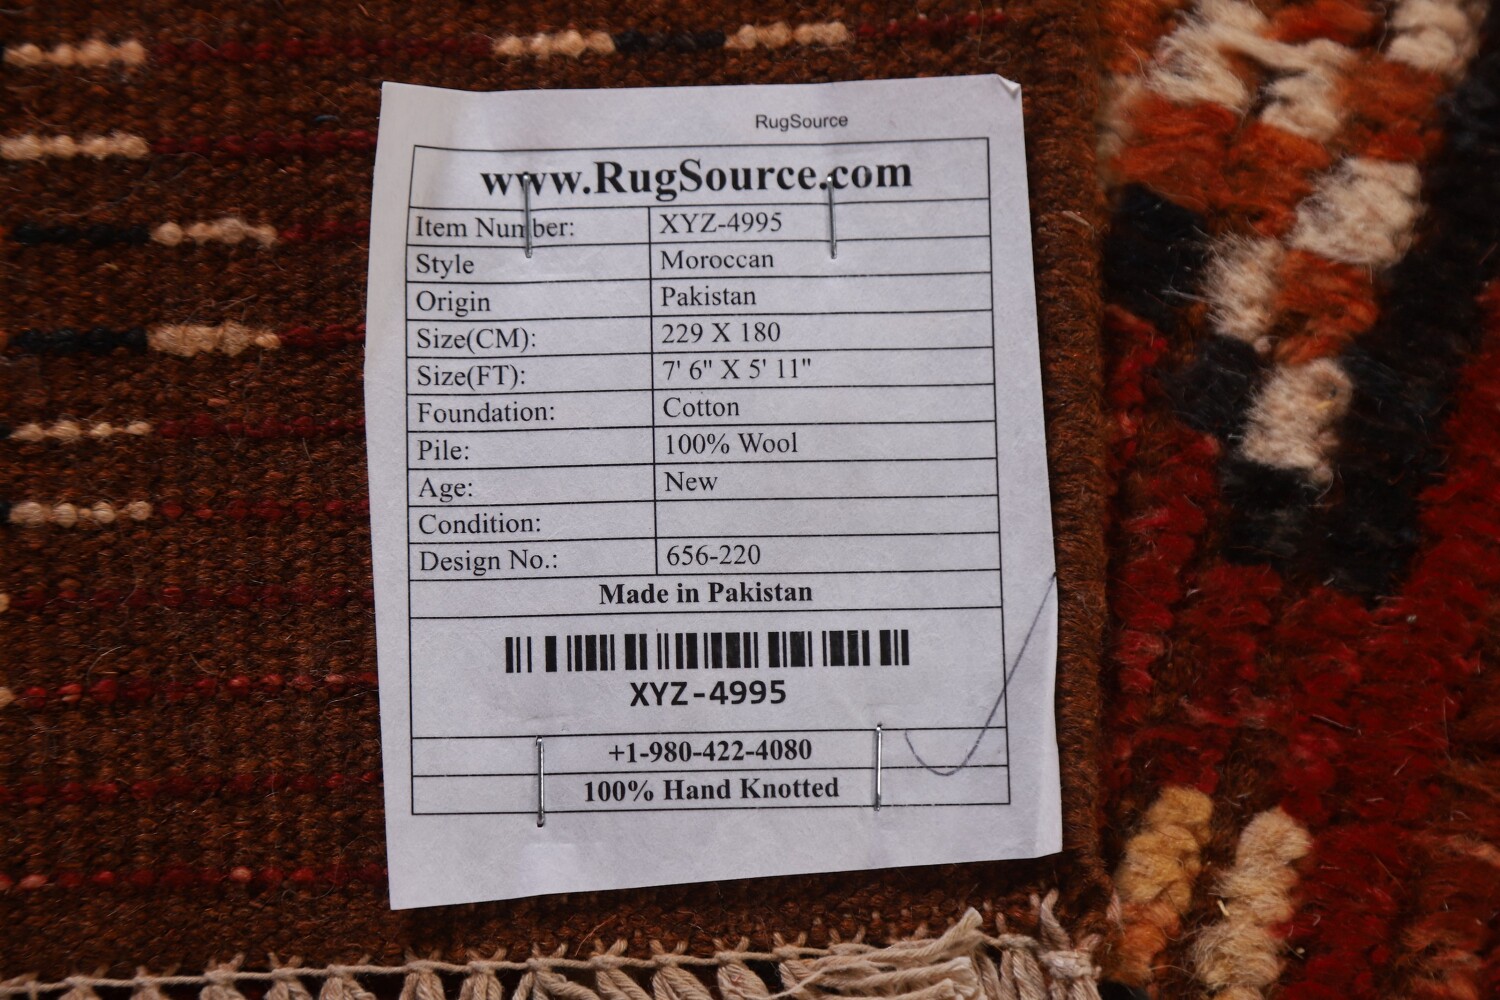 RugSource
www.RugSource.com
Item Number: XYZ-4995
Style Moroccan
Origin Pakistan
Size(CM): 229 X 180
Size(FT): 7' 6" X 5' 11"
Foundation: Cotton
Pile: 100% Wool
Age: New
Condition:
Design No.: 656-220
Made in Pakistan
XYZ-4995
+1-980-422-4080
100% Hand Knotted